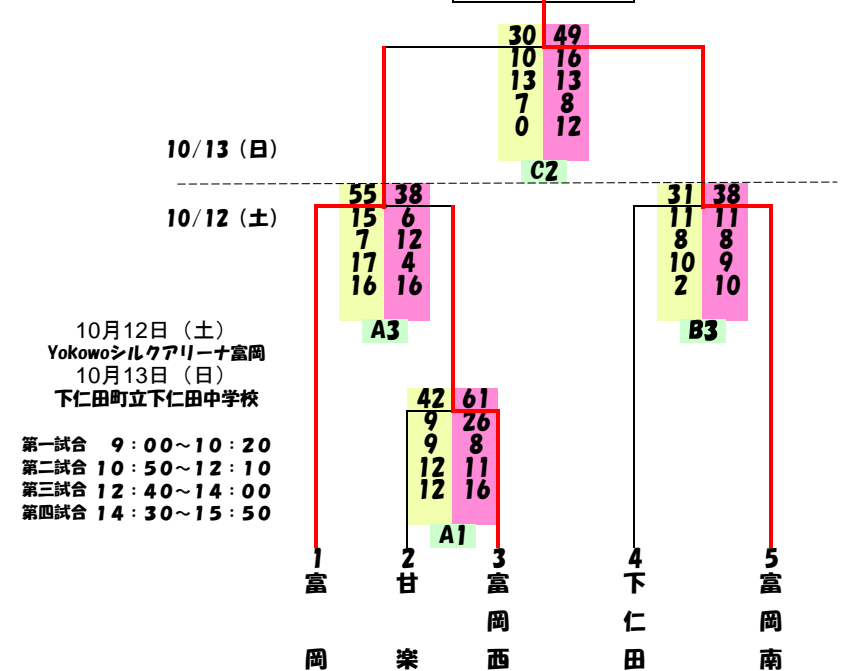 30 49
10 16
13 13
7 8
0 12
10/13（日）
C2
55 38
15 6
7 12
17 4
16 16
A3
31 38
11 11
8 8
10 9
2 10
B3
10/12（土）
10月12日（土）
Yokowoシルクアリーナ富岡
10月13日（日）
下仁田町立下仁田中学校
42 61
9 26
9 8
12 11
12 16
A1
第一試合 9：00～10：20
第二試合 10：50～12：10
第三試合 12：40～14：00
第四試合 14：30～15：50
1 富岡
2 甘楽
3 富岡西
4 下仁田
5 富岡南